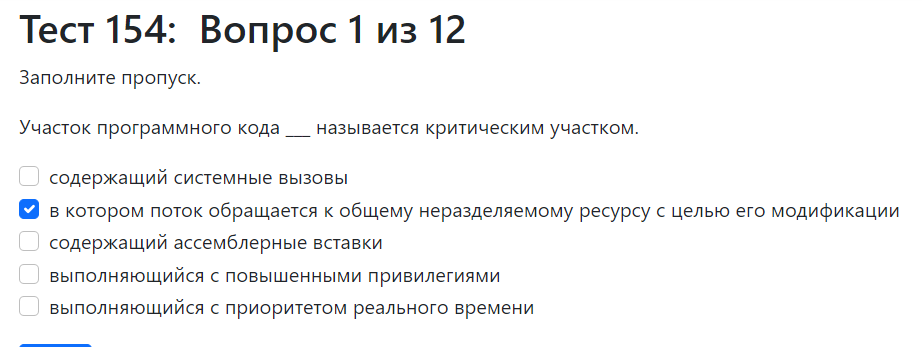 Тест 154: Вопрос 1 из 12
Заполните пропуск.
Участок программного кода ___ называется критическим участком.
содержащий системные вызовы
в котором поток обращается к общему неразделяемому ресурсу с целью его модификации
содержащий ассемблерные вставки
выполняющийся с повышенными привилегиями
выполняющийся с приоритетом реального времени